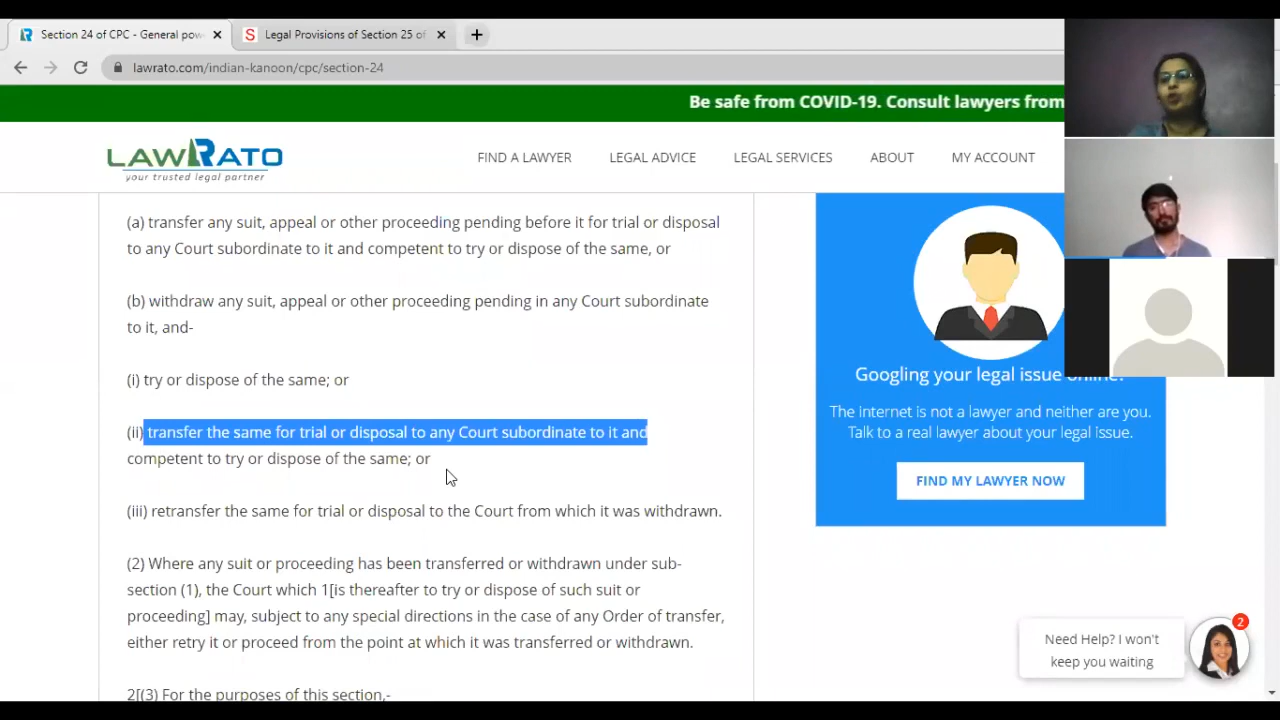 Section 24 of CPC - General pow
Legal Provisions of Section 25 of
lawrato.com/indian-kanoon/cpc/section-24
Be safe from COVID-19. Consult lawyers from
LAWRATO
your trusted legal partner
FIND A LAWYER LEGAL ADVICE LEGAL SERVICES ABOUT MY ACCOUNT
(a) transfer any suit, appeal or other proceeding pending before it for trial or disposal
to any Court subordinate to it and competent to try or dispose of the same, or
(b) withdraw any suit, appeal or other proceeding pending in any Court subordinate
to it, and-
(i) try or dispose of the same; or
(ii) transfer the same for trial or disposal to any Court subordinate to it and
competent to try or dispose of the same; or
(iii) retransfer the same for trial or disposal to the Court from which it was withdrawn.
(2) Where any suit or proceeding has been transferred or withdrawn under sub-
section (1), the Court which 1[is thereafter to try or dispose of such suit or
proceeding] may, subject to any special directions in the case of any Order of transfer,
either retry it or proceed from the point at which it was transferred or withdrawn.
2[(3) For the purposes of this section,-
Googling your legal issue online?
The internet is not a lawyer and neither are you.
Talk to a real lawyer about your legal issue.
FIND MY LAWYER NOW
Need Help? I won't
keep you waiting
2